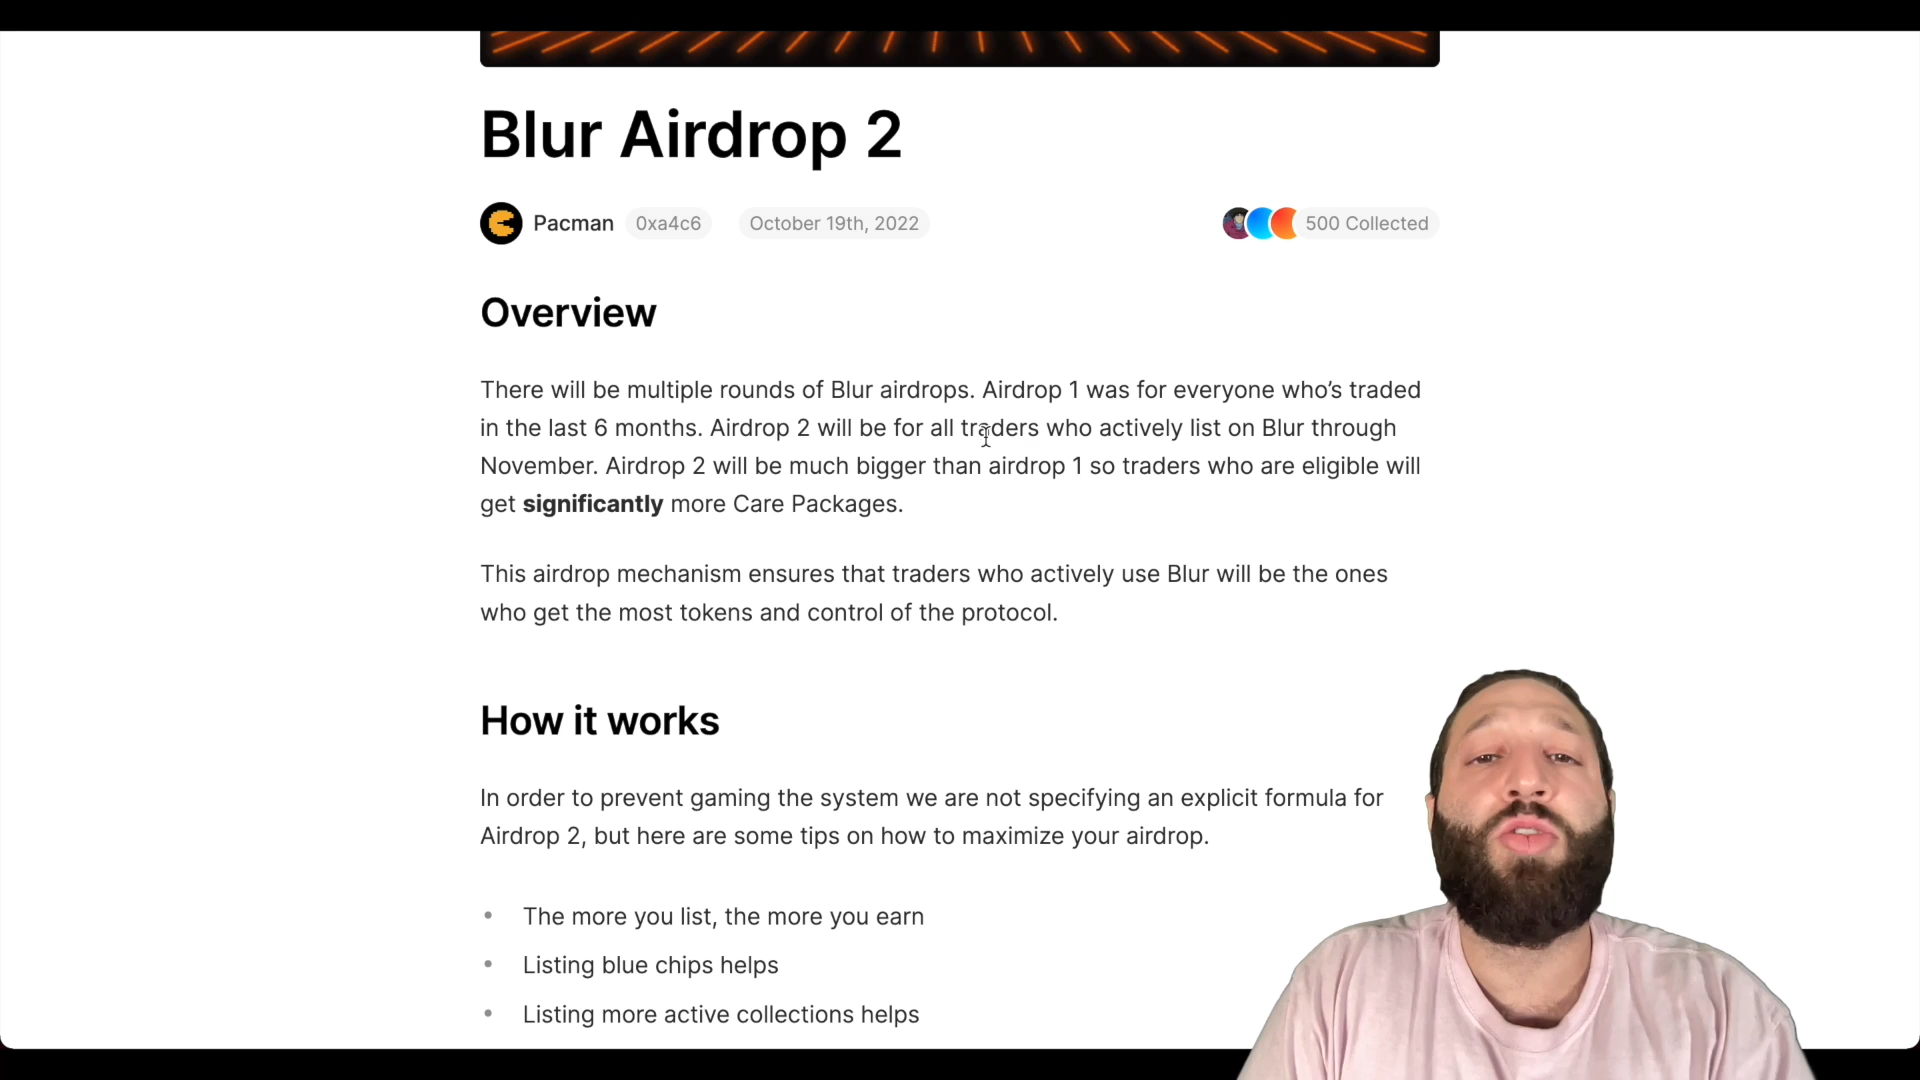 Blur Airdrop 2
Pacman 0xa4c6 October 19th, 2022 500 Collected
Overview
There will be multiple rounds of Blur airdrops. Airdrop 1 was for everyone who’s traded
in the last 6 months. Airdrop 2 will be for all traders who actively list on Blur through
November. Airdrop 2 will be much bigger than airdrop 1 so traders who are eligible will
get significantly more Care Packages.
This airdrop mechanism ensures that traders who actively use Blur will be the ones
who get the most tokens and control of the protocol.
How it works
In order to prevent gaming the system we are not specifying an explicit formula for
Airdrop 2, but here are some tips on how to maximize your airdrop.
• The more you list, the more you earn
• Listing blue chips helps
• Listing more active collections helps